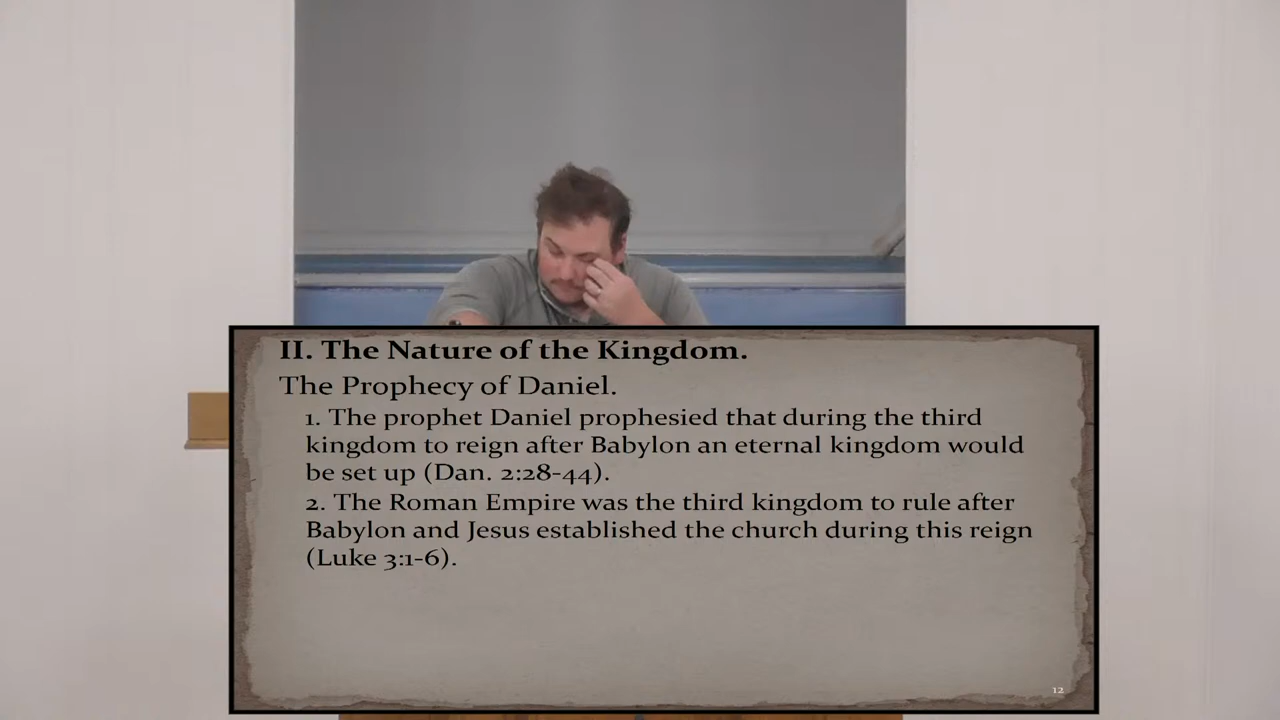 II. The Nature of the Kingdom.
The Prophecy of Daniel.
1. The prophet Daniel prophesied that during the third
kingdom to reign after Babylon an eternal kingdom would
be set up (Dan. 2:28-44).
2. The Roman Empire was the third kingdom to rule after
Babylon and Jesus established the church during this reign
(Luke 3:1-6).
12